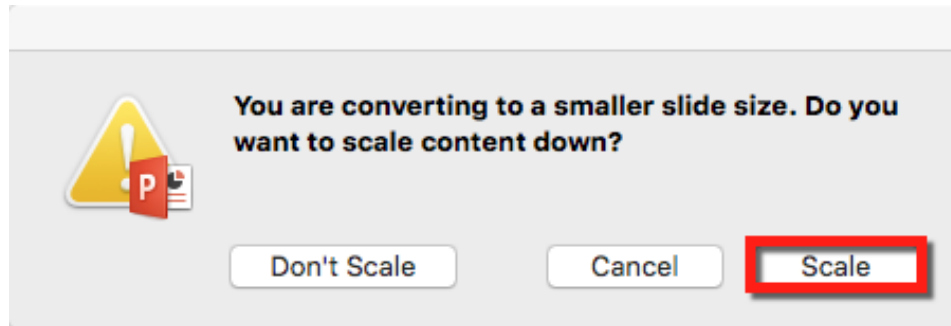 You are converting to a smaller slide size. Do you
want to scale content down?
P
Don't Scale Cancel Scale